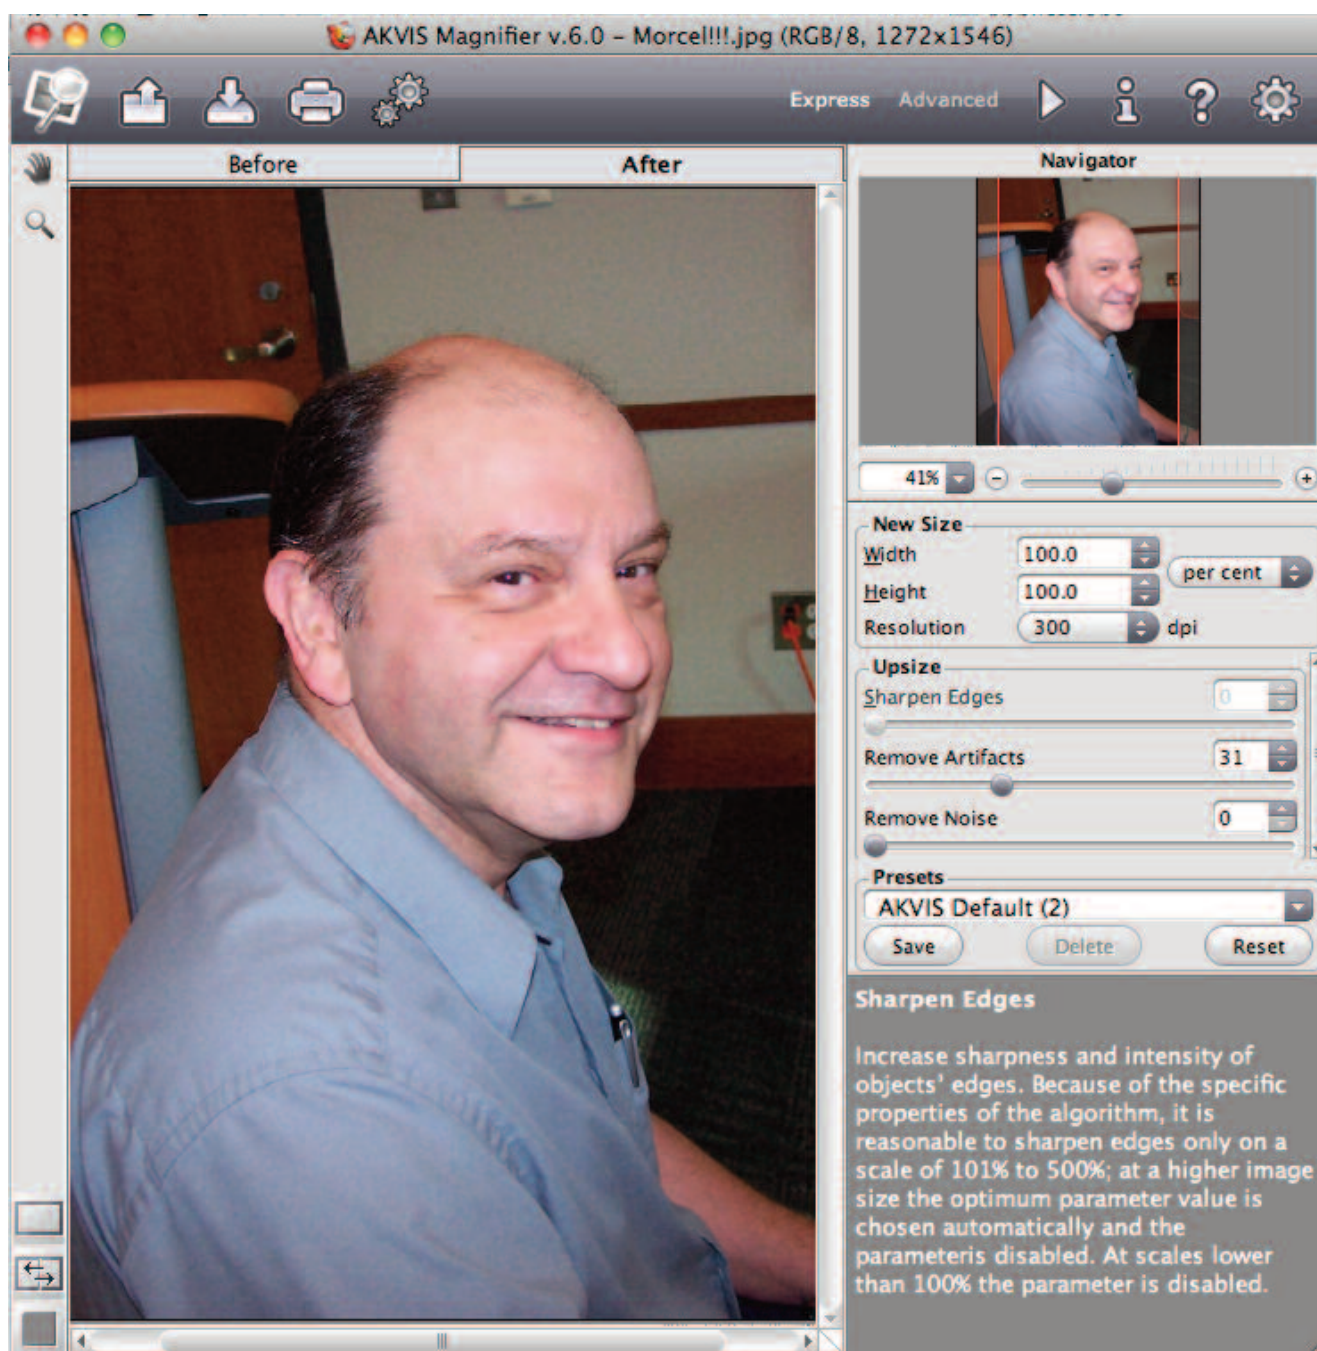 AKVIS Magnifier v.6.0 – Morcel!!!.jpg (RGB/8, 1272x1546)
Express Advanced
Before
After
Navigator
41%
New Size
Width 100.0
per cent
Height 100.0
Resolution 300 dpi
Upsize
Sharpen Edges 0
Remove Artifacts 31
Remove Noise 0
Presets
AKVIS Default (2)
Save Delete Reset
Sharpen Edges
Increase sharpness and intensity of
objects' edges. Because of the specific
properties of the algorithm, it is
reasonable to sharpen edges only on a
scale of 101% to 500%; at a higher image
size the optimum parameter value is
chosen automatically and the
parameteris disabled. At scales lower
than 100% the parameter is disabled.